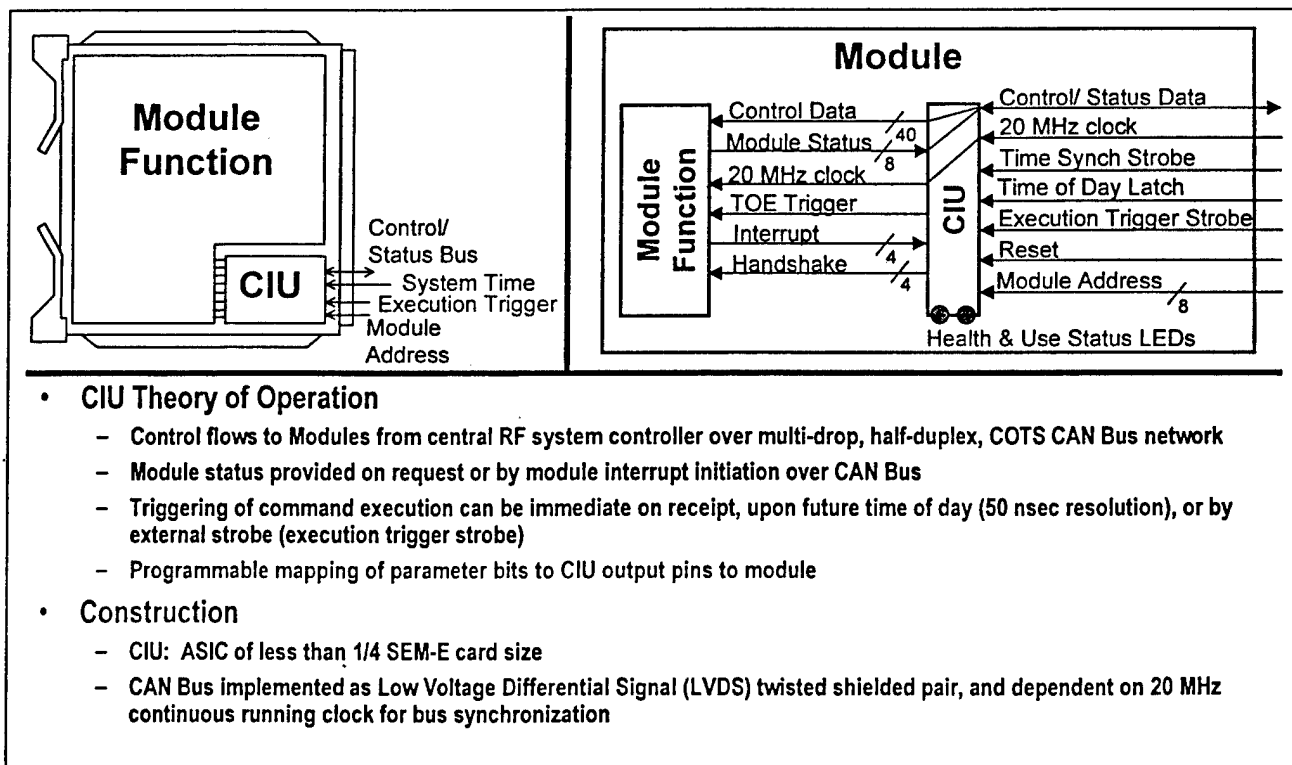 Module
Function
CIU
Control/
Status Bus
System Time
Execution Trigger
Module
Address
Module
Module
Function
Control Data
40
Module Status
8
20 MHz clock
TOE Trigger
Interrupt
4
Handshake
4
CIU
Control/ Status Data
20 MHz clock
Time Synch Strobe
Time of Day Latch
Execution Trigger Strobe
Reset
Module Address
8
Health & Use Status LEDs
• CIU Theory of Operation
– Control flows to Modules from central RF system controller over multi-drop, half-duplex, COTS CAN Bus network
– Module status provided on request or by module interrupt initiation over CAN Bus
– Triggering of command execution can be immediate on receipt, upon future time of day (50 nsec resolution), or by
external strobe (execution trigger strobe)
– Programmable mapping of parameter bits to CIU output pins to module
• Construction
– CIU: ASIC of less than 1/4 SEM-E card size
– CAN Bus implemented as Low Voltage Differential Signal (LVDS) twisted shielded pair, and dependent on 20 MHz
continuous running clock for bus synchronization